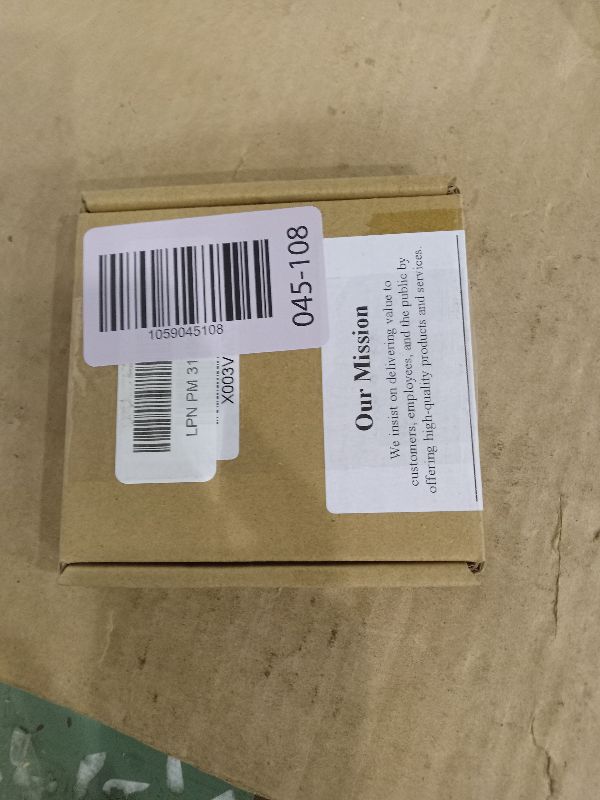 1059045108
045-108
LPN PM 31
X003V
Our Mission
We insist on delivering value to
customers, employees, and the public by
offering high-quality products and services.